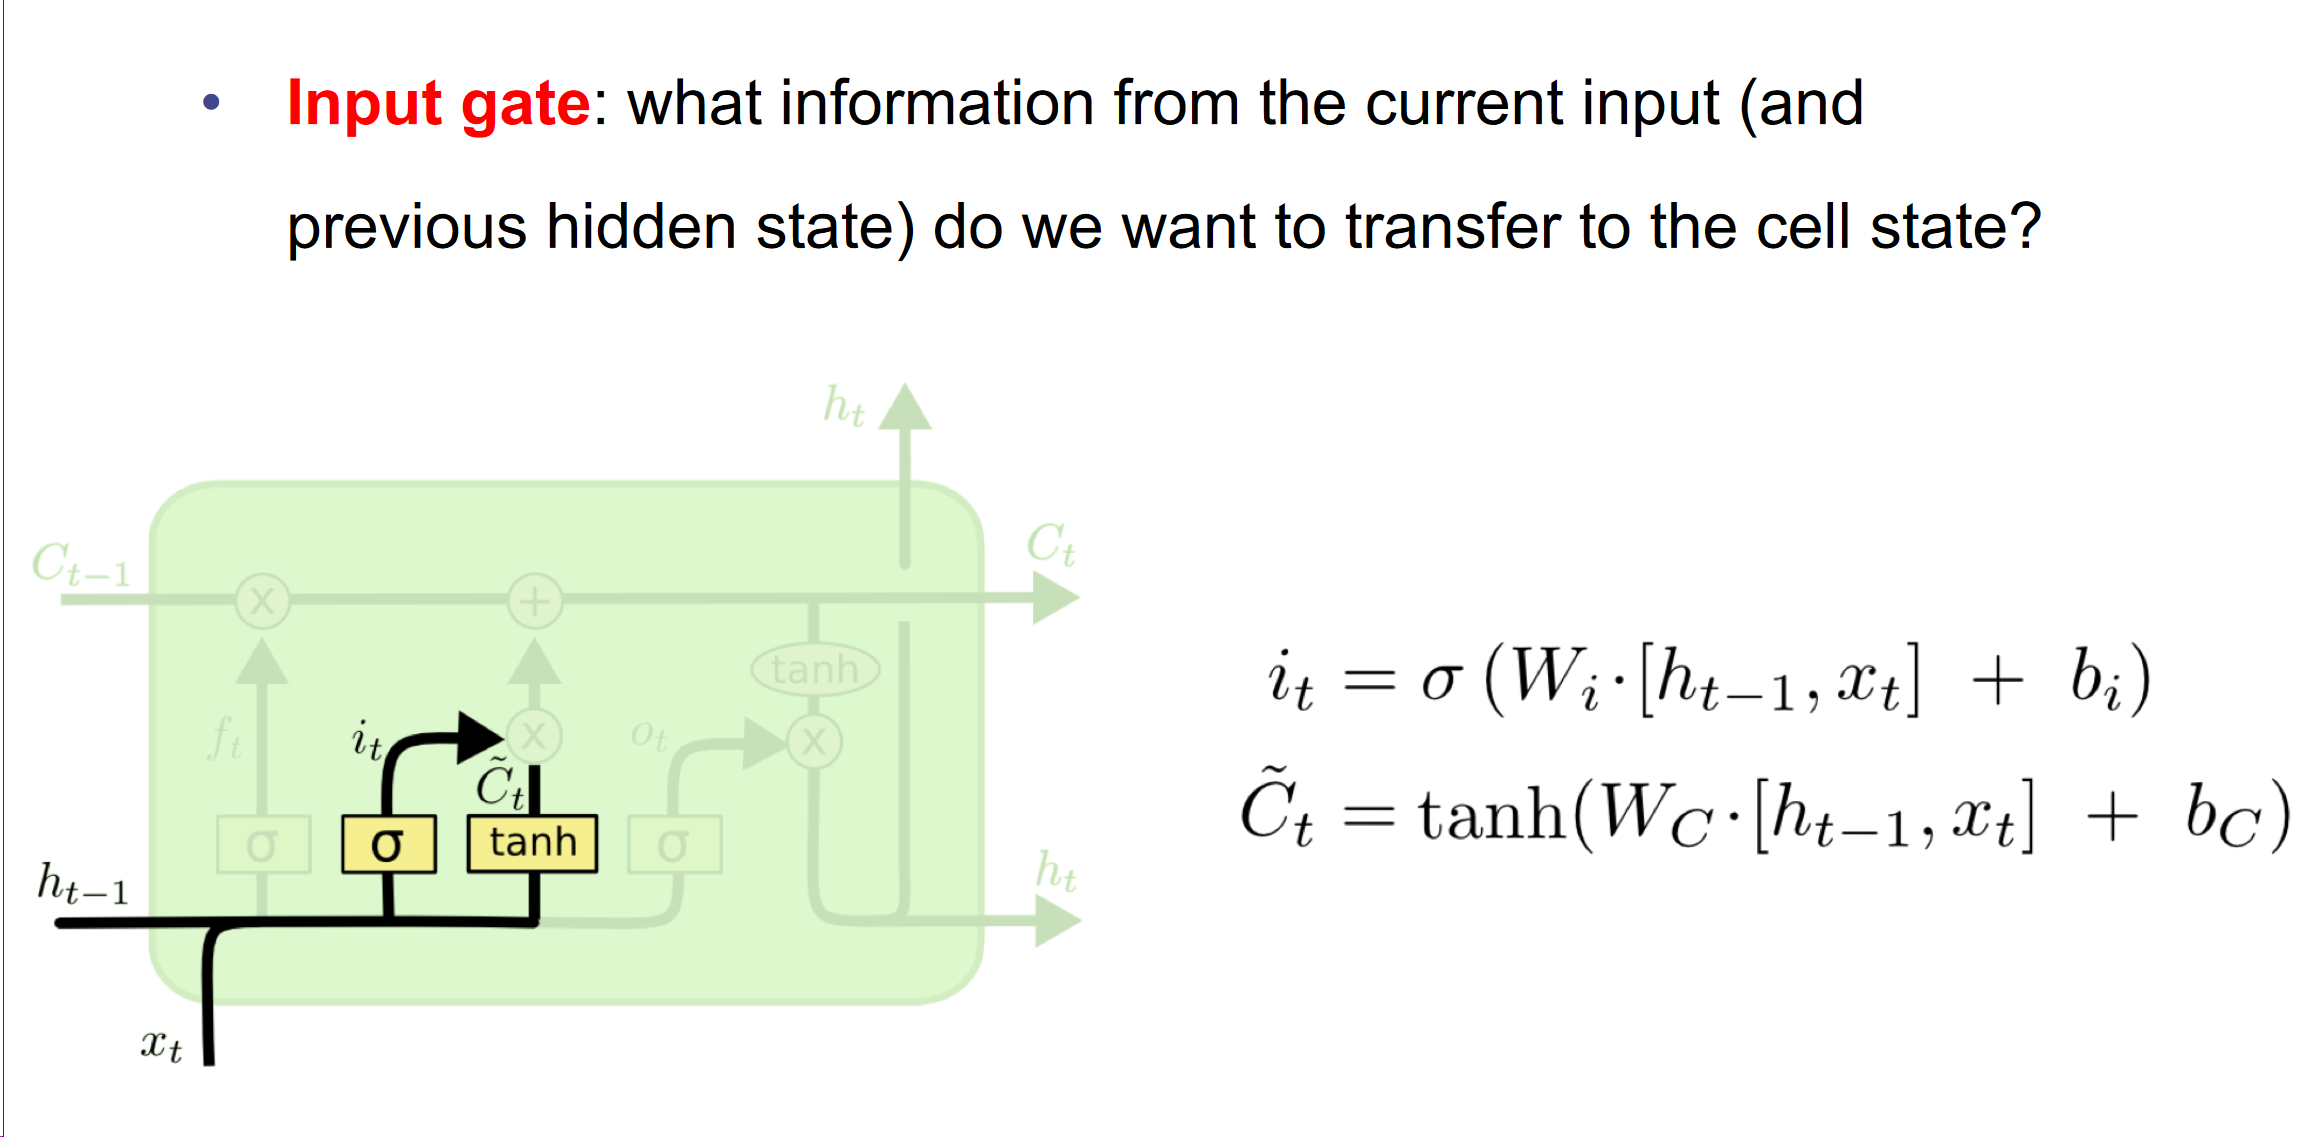 • Input gate: what information from the current input (and
previous hidden state) do we want to transfer to the cell state?
h_t
C_{t-1}
C_t
x
+
tanh
f_t
i_t
x
o_t
x
C̃_t
σ
σ
tanh
σ
h_{t-1}
h_t
x_t
i_t = σ (W_i·[h_{t-1}, x_t] + b_i)
C̃_t = tanh(W_C·[h_{t-1}, x_t] + b_C)